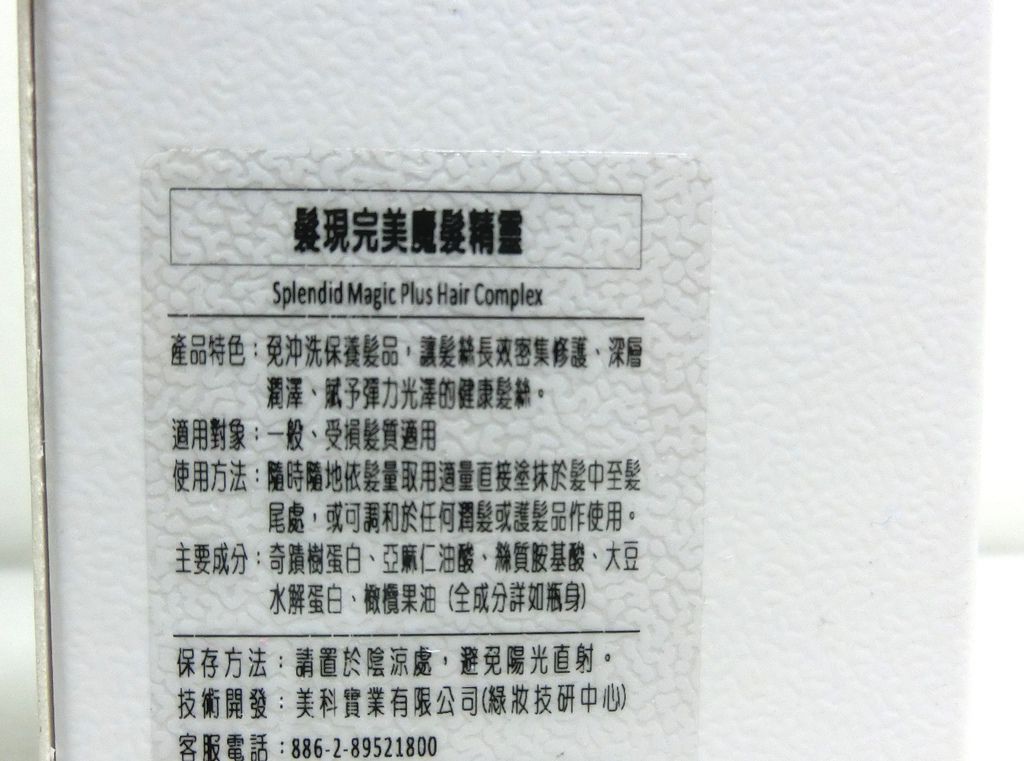 髮現完美魔髮精靈
Splendid Magic Plus Hair Complex
產品特色：免沖洗保養髮品，讓髮絲長效密集修護、深層
潤澤、賦予彈力光澤的健康髮絲。
適用對象：一般、受損髮質適用
使用方法：隨時隨地依髮量取用適量直接塗抹於髮中至髮
尾處，或可調和於任何潤髮或護髮品作使用。
主要成分：奇蹟樹蛋白、亞麻仁油酸、絲質胺基酸、大豆
水解蛋白、橄欖果油（全成分詳如瓶身）
保存方法：請置於陰涼處，避免陽光直射。
技術開發：美科實業有限公司(綠妝技研中心)
客服電話：886-2-89521800